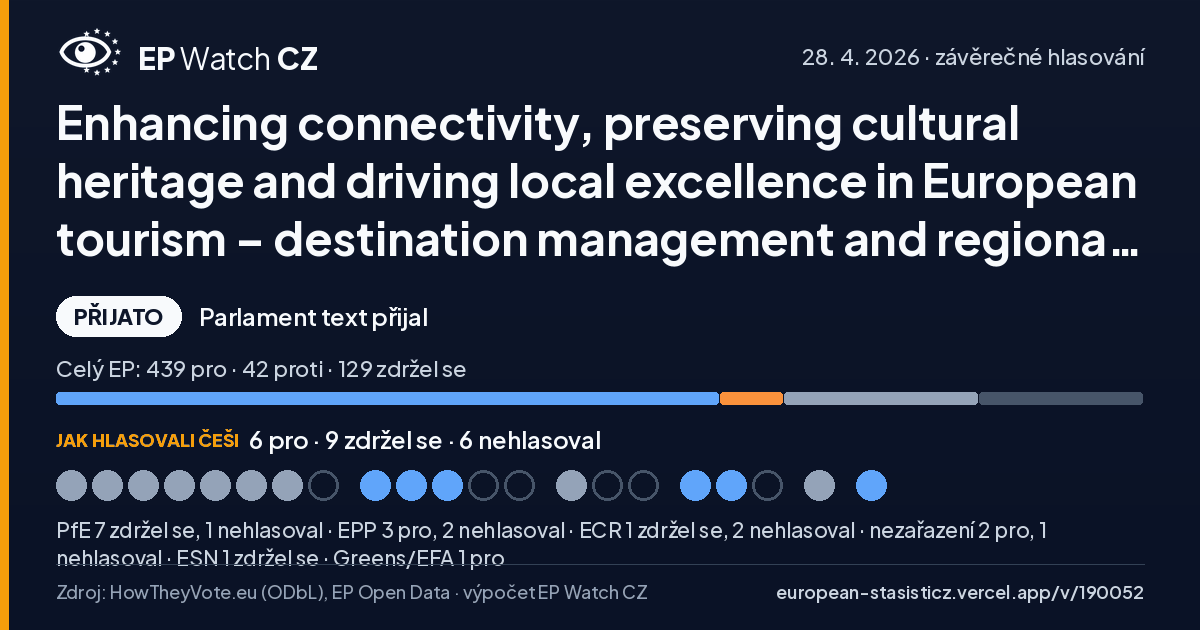 EP Watch CZ
28. 4. 2026 · závěrečné hlasování
Enhancing connectivity, preserving cultural
heritage and driving local excellence in European
tourism – destination management and regiona…
PŘIJATO Parlament text přijal
Celý EP: 439 pro · 42 proti · 129 zdržel se
JAK HLASOVALI ČEŠI 6 pro · 9 zdržel se · 6 nehlasoval
PfE 7 zdržel se, 1 nehlasoval · EPP 3 pro, 2 nehlasoval · ECR 1 zdržel se, 2 nehlasoval · nezařazení 2 pro, 1
nehlasoval · ESN 1 zdržel se · Greens/EFA 1 pro
Zdroj: HowTheyVote.eu (ODbL), EP Open Data · výpočet EP Watch CZ
european-stasisticz.vercel.app/v/190052